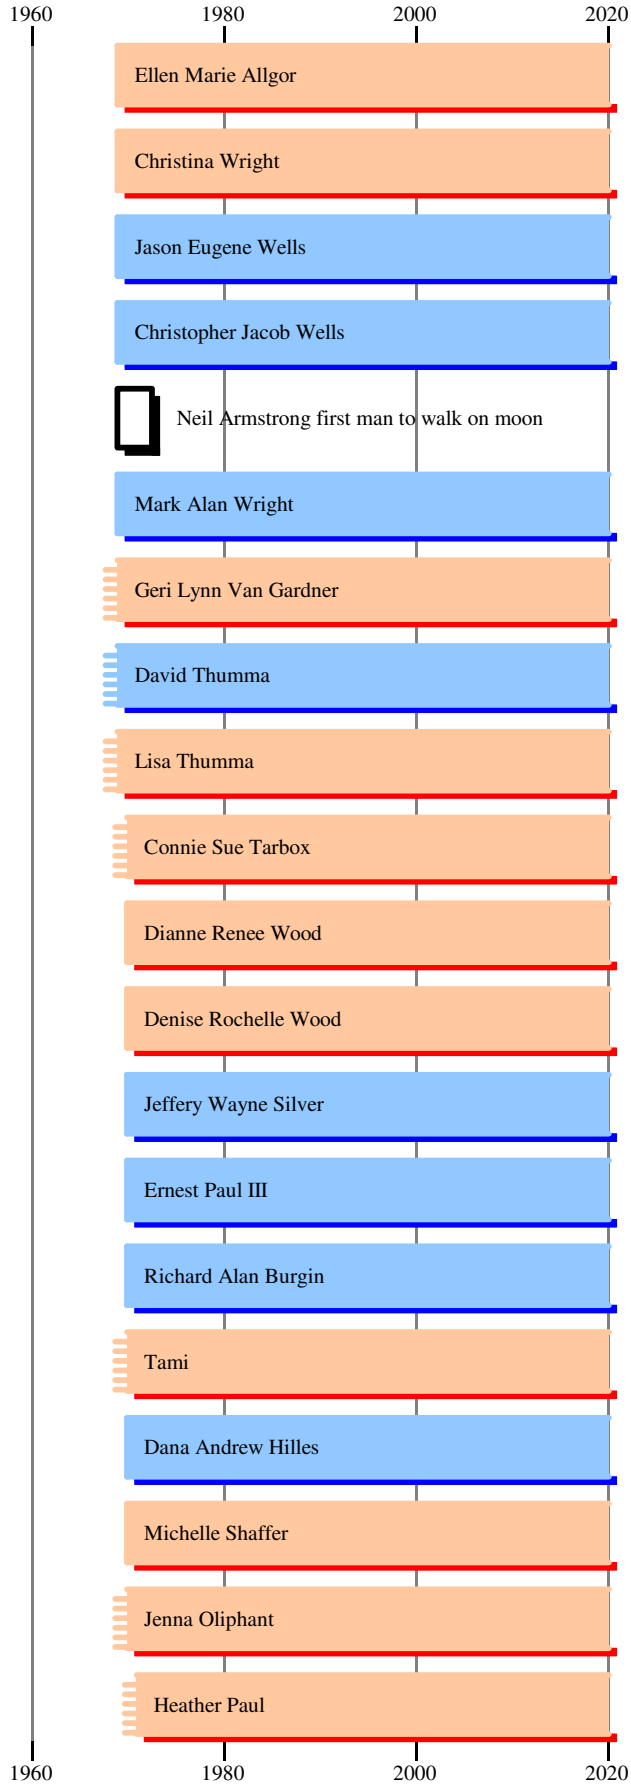 1960 1980 2000 2020
Ellen Marie Allgor
Christina Wright
Jason Eugene Wells
Christopher Jacob Wells
Neil Armstrong first man to walk on moon
Mark Alan Wright
Geri Lynn Van Gardner
David Thumma
Lisa Thumma
Connie Sue Tarbox
Dianne Renee Wood
Denise Rochelle Wood
Jeffery Wayne Silver
Ernest Paul III
Richard Alan Burgin
Tami
Dana Andrew Hilles
Michelle Shaffer
Jenna Oliphant
Heather Paul
1960 1980 2000 2020